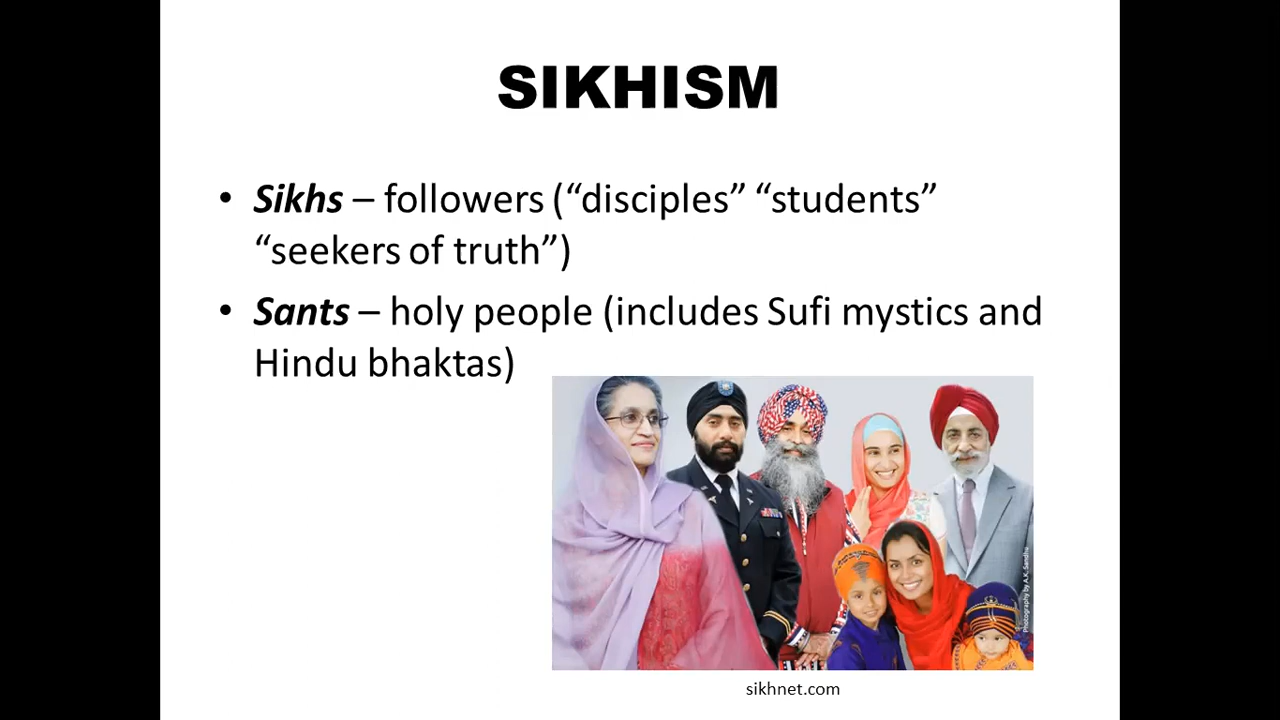 SIKHISM
• Sikhs – followers (“disciples” “students”
“seekers of truth”)
• Sants – holy people (includes Sufi mystics and
Hindu bhaktas)
Photography by A.K. Sandhu
sikhnet.com